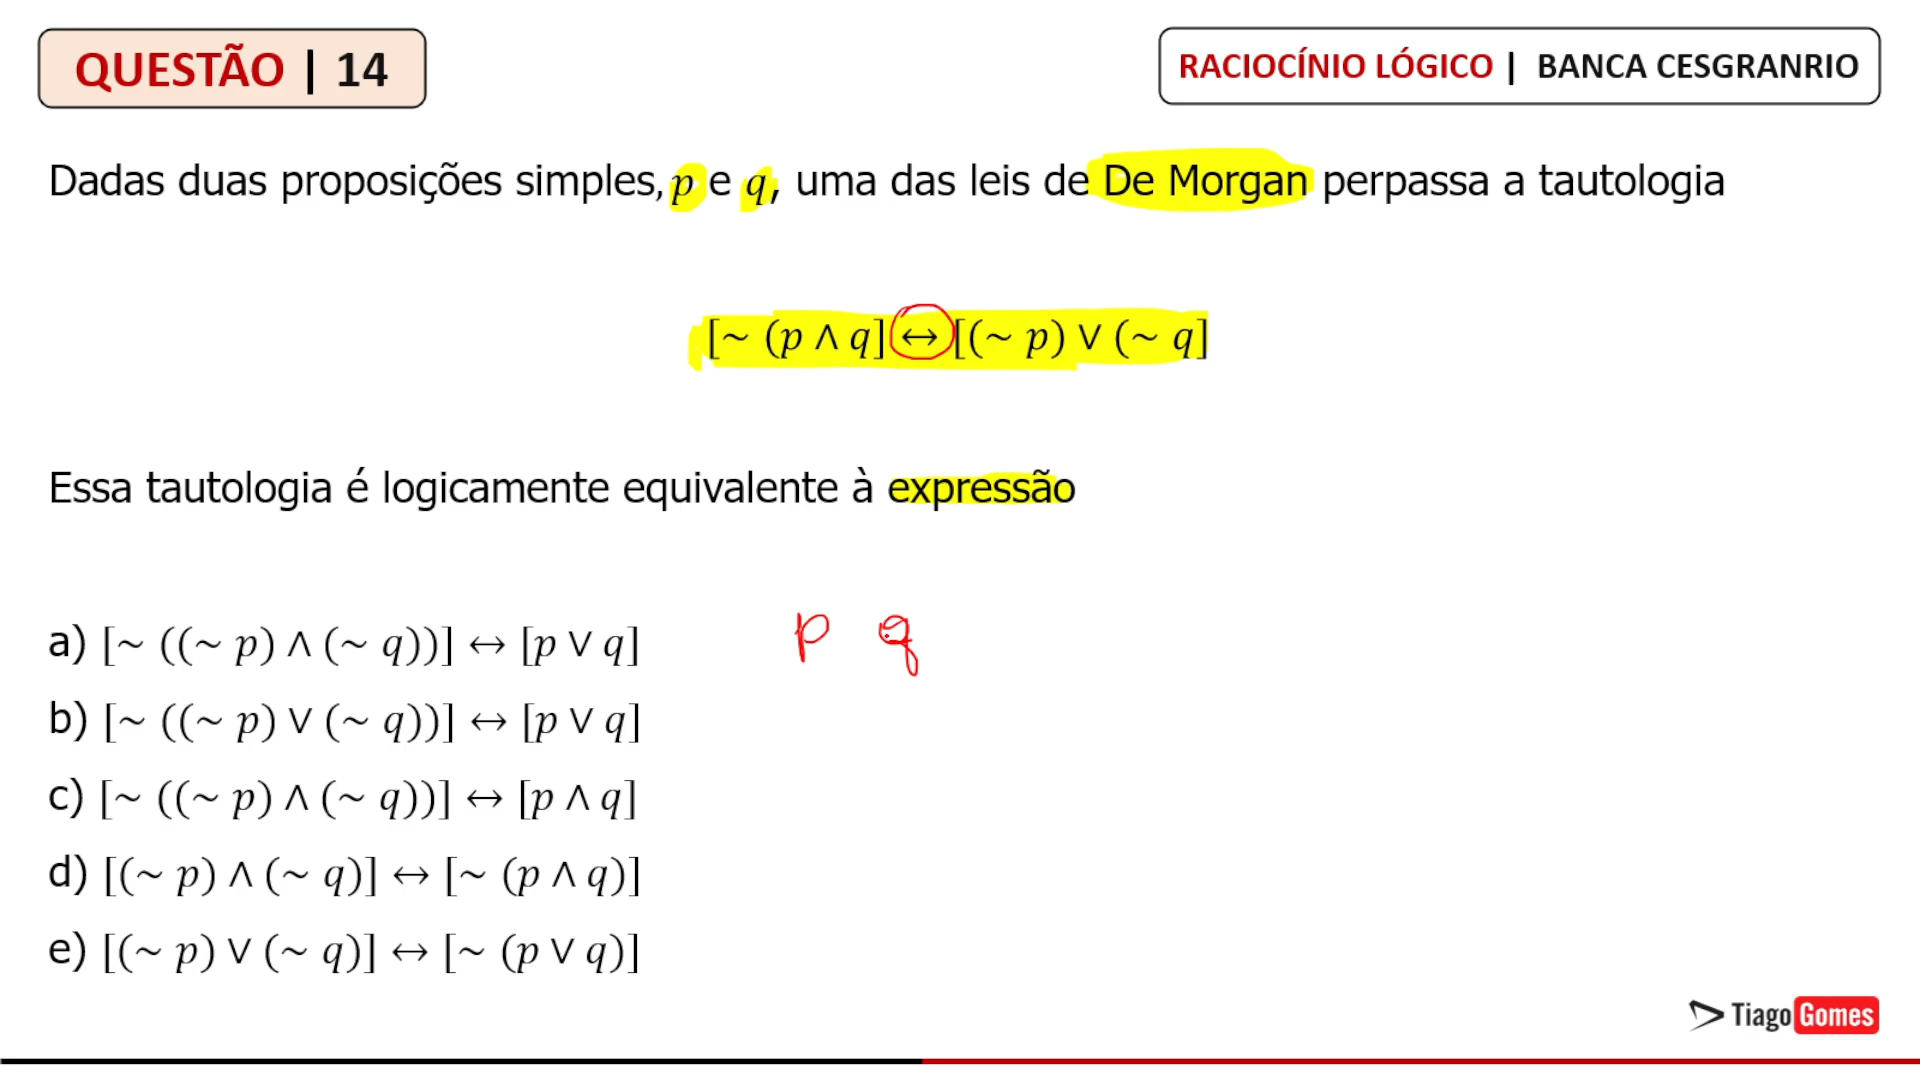 QUESTÃO | 14
RACIOCÍNIO LÓGICO | BANCA CESGRANRIO
Dadas duas proposições simples, p e q, uma das leis de De Morgan perpassa a tautologia
[~ (p ∧ q] ↔ [(~ p) ∨ (~ q]
Essa tautologia é logicamente equivalente à expressão
a) [~ ((~ p) ∧ (~ q))] ↔ [p ∨ q]
p q
b) [~ ((~ p) ∨ (~ q))] ↔ [p ∨ q]
c) [~ ((~ p) ∧ (~ q))] ↔ [p ∧ q]
d) [(~ p) ∧ (~ q)] ↔ [~ (p ∧ q)]
e) [(~ p) ∨ (~ q)] ↔ [~ (p ∨ q)]
Tiago Gomes